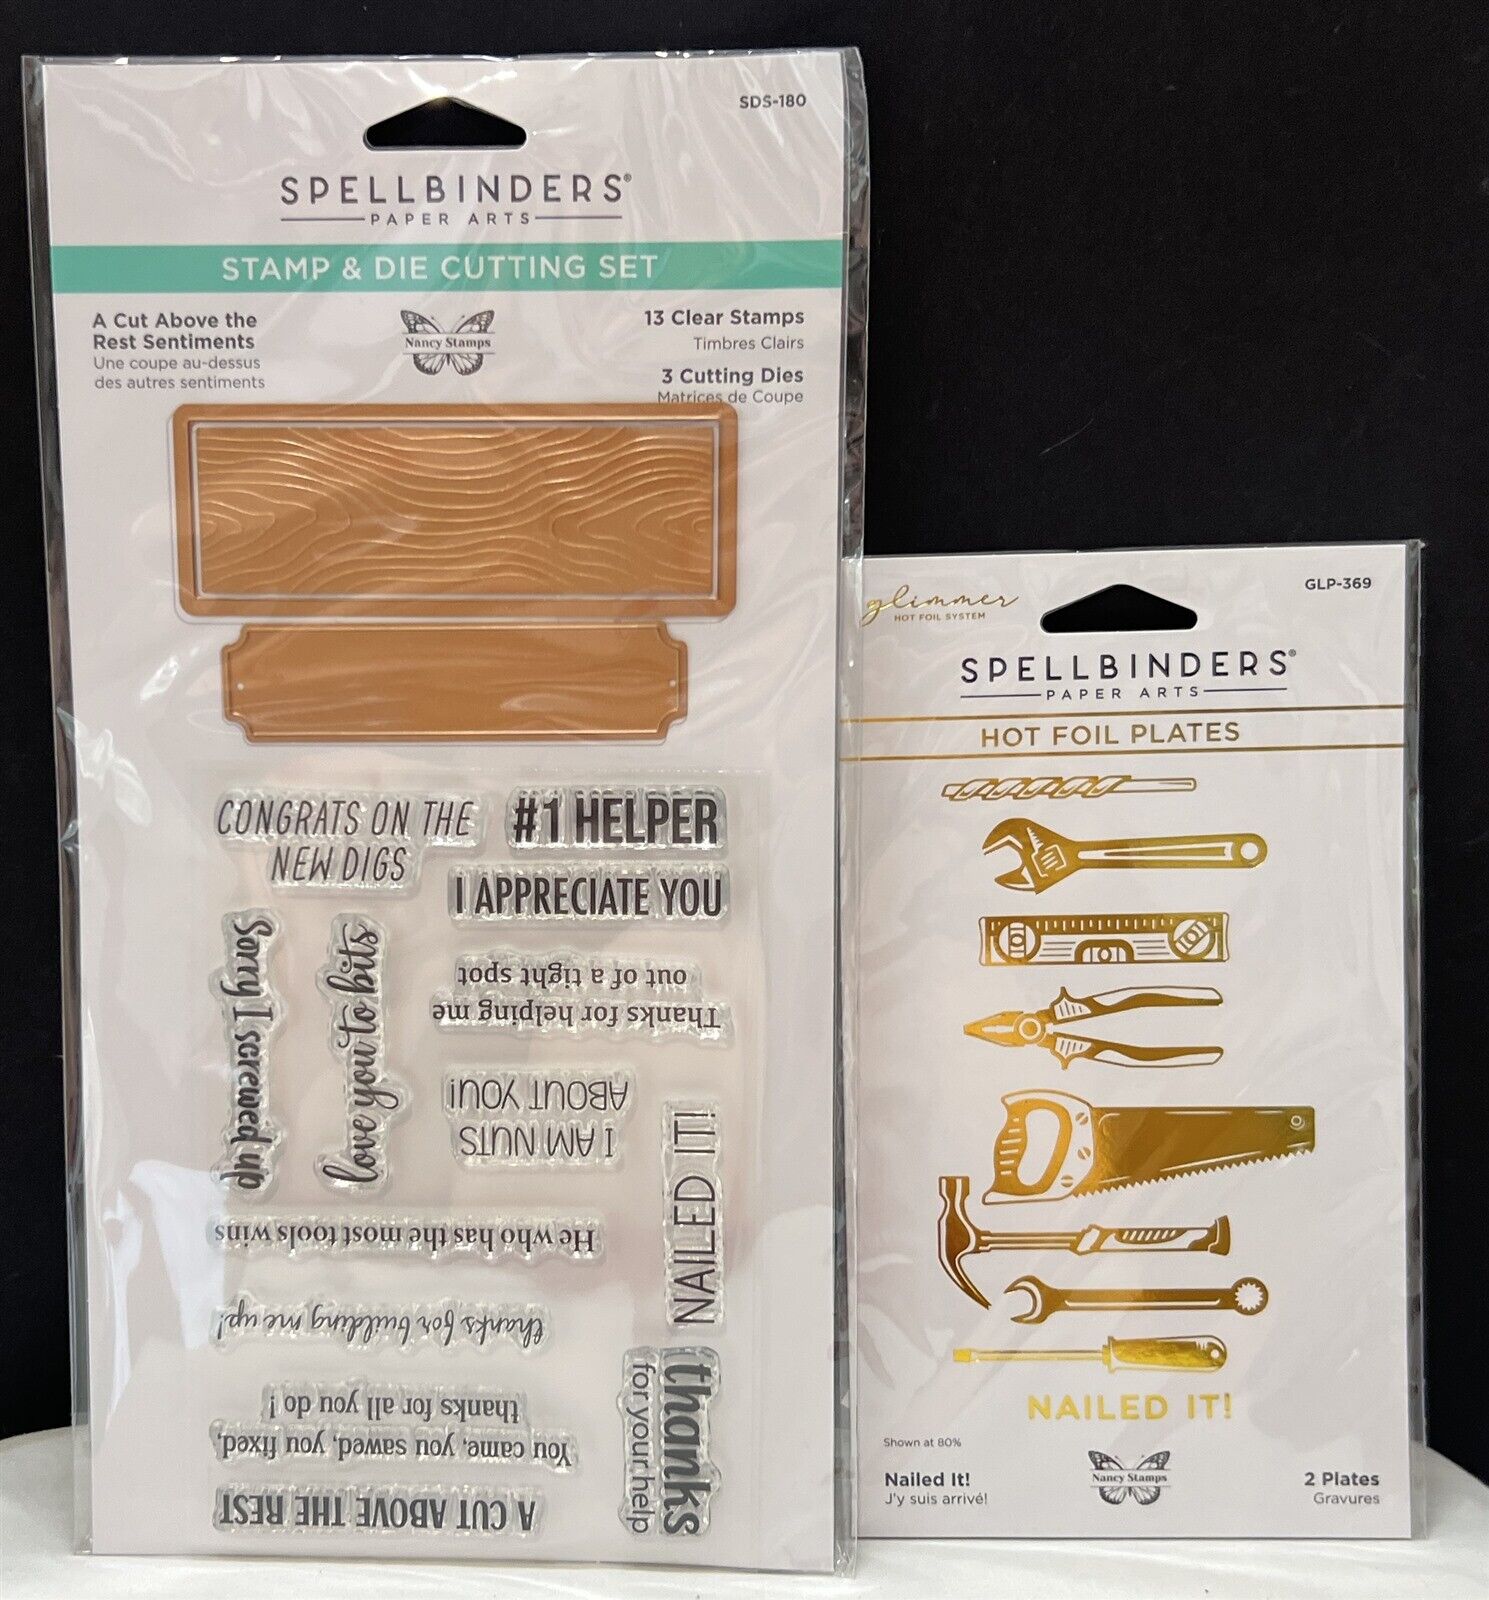 SDS-180
SPELLBINDERS®
PAPER ARTS
STAMP & DIE CUTTING SET
A Cut Above the
Rest Sentiments
Une coupe au-dessus
des autres sentiments
Nancy Stamps
13 Clear Stamps
Timbres Clairs
3 Cutting Dies
Matrices de Coupe
CONGRATS ON THE
NEW DIGS
#1 HELPER
I APPRECIATE YOU
Sorry I screwed up
love you to bits
Thanks for helping me
out of a tight spot
I AM NUTS
ABOUT YOU!
NAILED IT!
He who has the most tools wins
thanks for building me up!
You came, you sawed, you fixed,
thanks for all you do!
thanks
for your help
A CUT ABOVE THE REST
glimmer
HOT FOIL SYSTEM
GLP-369
SPELLBINDERS®
PAPER ARTS
HOT FOIL PLATES
NAILED IT!
Shown at 80%
Nailed It!
J'y suis arrivé!
Nancy Stamps
2 Plates
Gravures